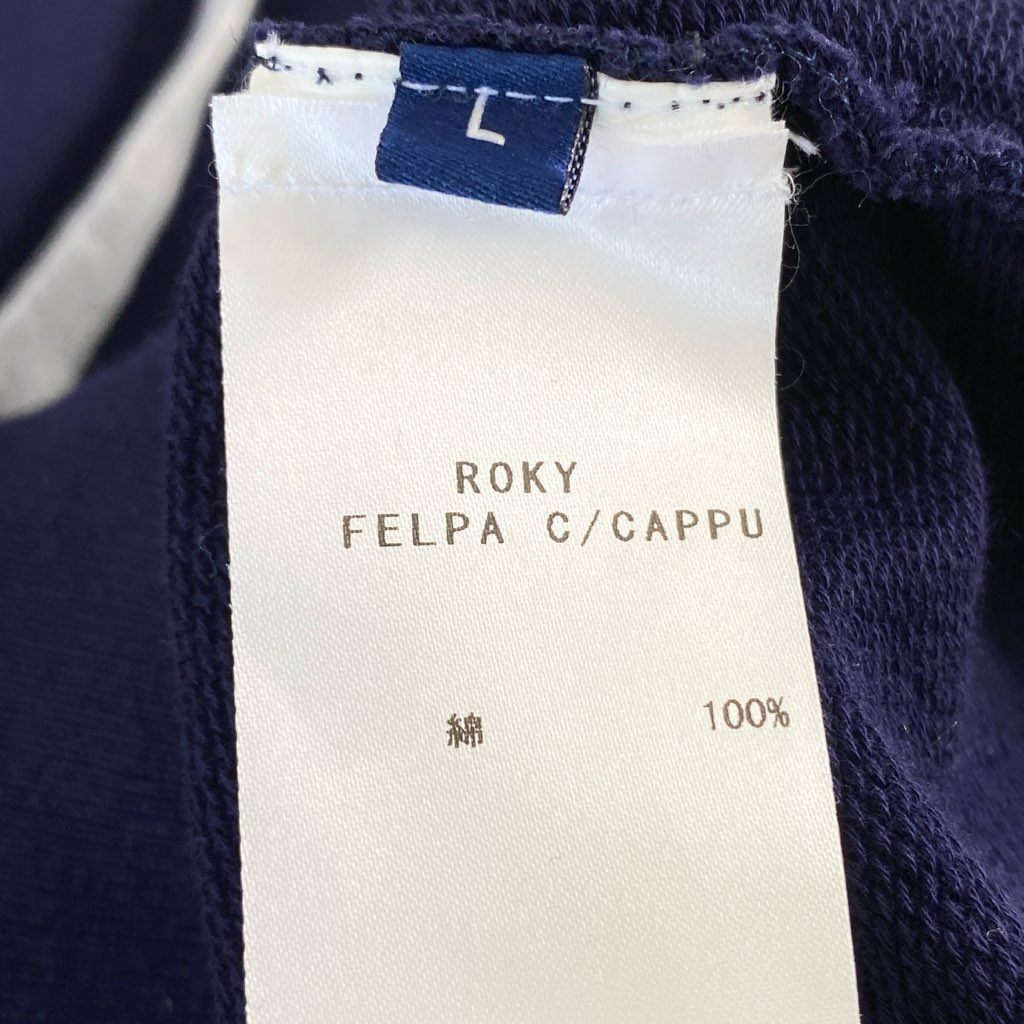 L
ROKY
FELPA C/CAPPU
綿 100%